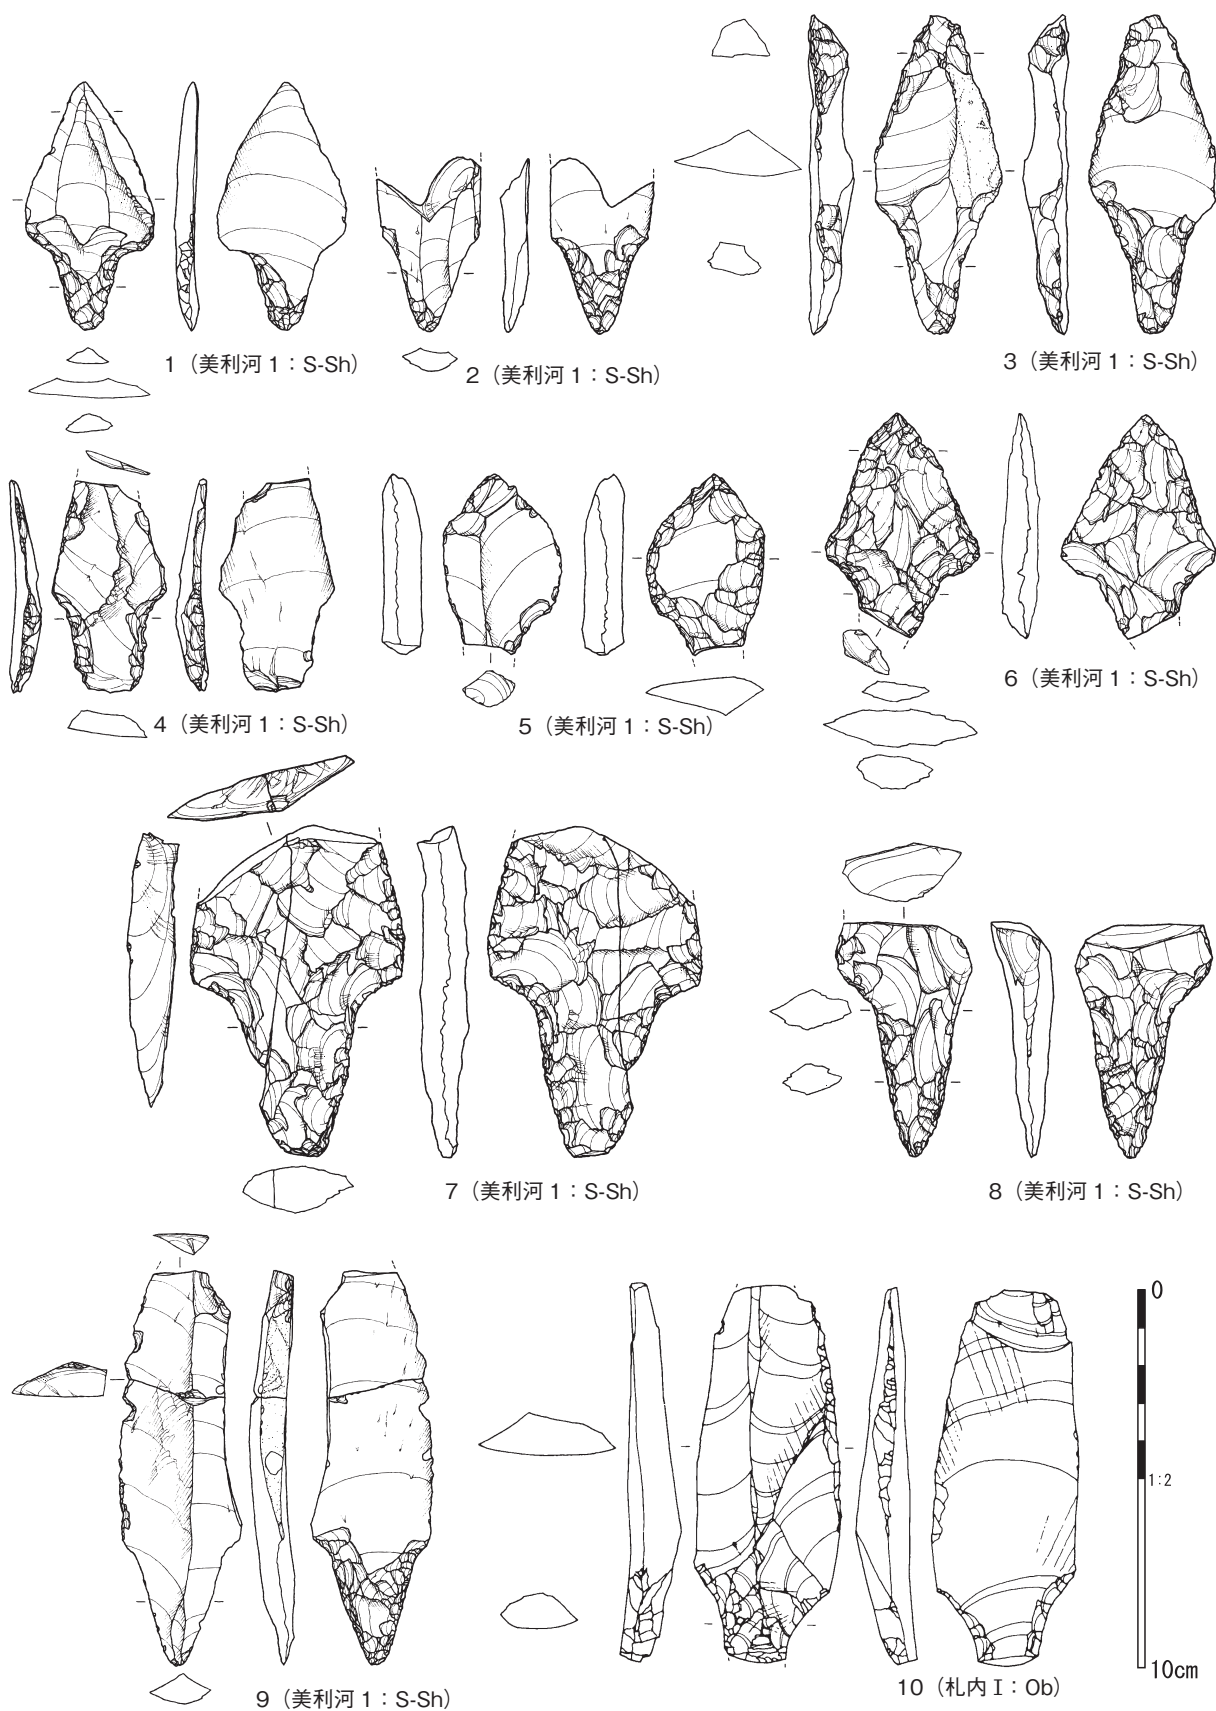 1（美利河 1：S-Sh）
2（美利河 1：S-Sh）
3（美利河 1：S-Sh）
4（美利河 1：S-Sh）
5（美利河 1：S-Sh）
6（美利河 1：S-Sh）
7（美利河 1：S-Sh）
8（美利河 1：S-Sh）
0
1:2
10cm
9（美利河 1：S-Sh）
10（札内 I：Ob）